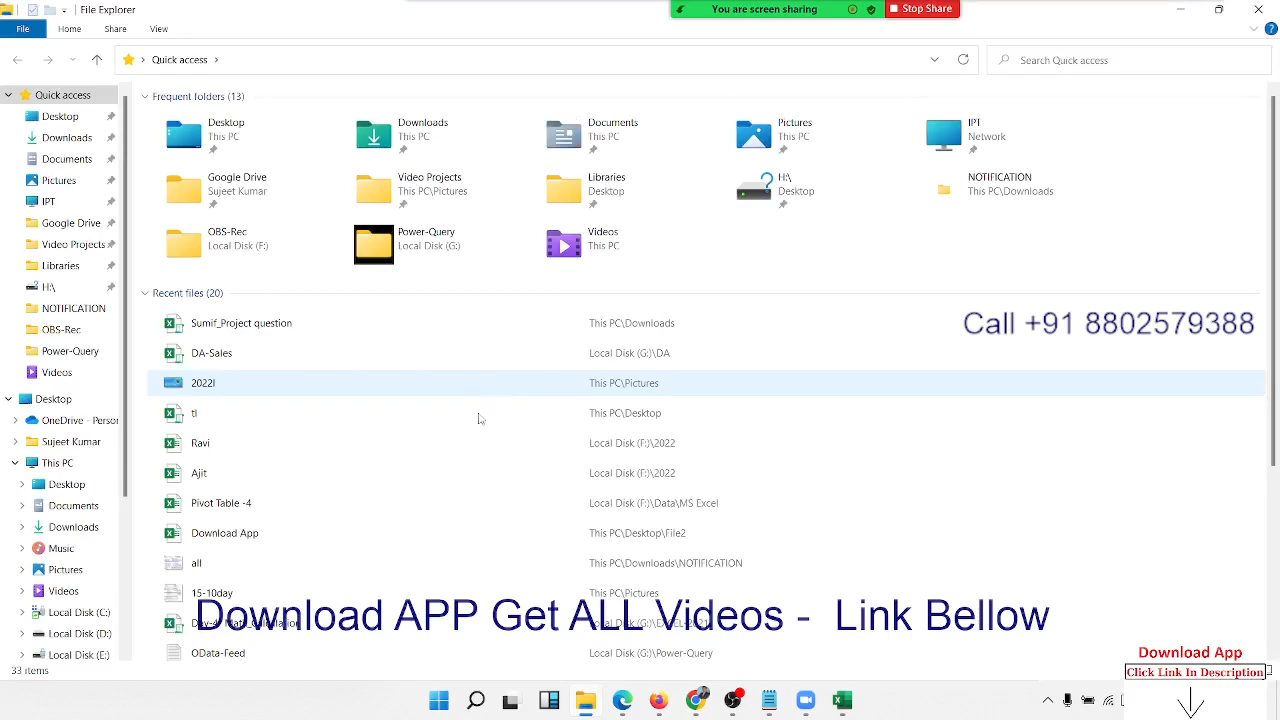 File Explorer
You are screen sharing
Stop Share
File Home Share View
Quick access
Search Quick access
Quick access
Desktop
Downloads
Documents
Pictures
IPT
Google Drive
Video Projects
Libraries
H:\
NOTIFICATION
OBS-Rec
Power-Query
Videos
Desktop
OneDrive - Persor
Sujeet Kumar
This PC
Desktop
Documents
Downloads
Music
Pictures
Videos
Local Disk (C:)
Local Disk (D:)
Local Disk (E:)
Frequent folders (13)
Desktop
This PC
Downloads
This PC
Documents
This PC
Pictures
This PC
IPT
Network
Google Drive
Sujeet Kumar
Video Projects
This PC\Pictures
Libraries
Desktop
H:\
Desktop
NOTIFICATION
This PC\Downloads
OBS-Rec
Local Disk (F:)
Power-Query
Local Disk (G:)
Videos
This PC
Recent files (20)
Sumif_Project question This PC\Downloads
DA-Sales Local Disk (G:)\DA
2022I This PC\Pictures
tl This PC\Desktop
Ravi Local Disk (F:)\2022
Ajit Local Disk (F:)\2022
Pivot Table -4 Local Disk (F:)\Data\MS Excel
Download App This PC\Desktop\File2
all This PC\Downloads\NOTIFICATION
15-10day This PC\Pictures
OData-Feed Local Disk (G:)\Power-Query
Call +91 8802579388
Download APP Get ALL Videos - Link Bellow
33 items
Download App
Click Link In Description